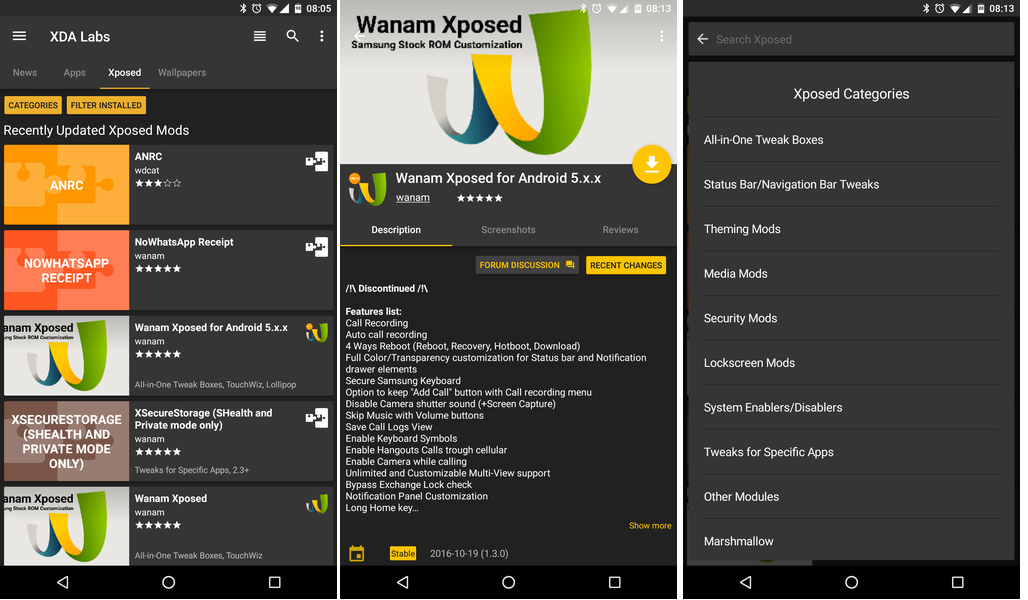 08:05
XDA Labs
News Apps Xposed Wallpapers
CATEGORIES FILTER INSTALLED
Recently Updated Xposed Mods
ANRC
ANRC
wdcat
NOWHATSAPP
RECEIPT
NoWhatsApp Receipt
wanam
anam Xposed
Wanam Xposed for Android 5.x.x
wanam
All-in-One Tweak Boxes, TouchWiz, Lollipop
XSECURESTORAGE
(SHEALTH AND
PRIVATE MODE
ONLY)
XSecureStorage (SHealth and
Private mode only)
wanam
Tweaks for Specific Apps, 2.3+
anam Xposed
Wanam Xposed
wanam
All-in-One Tweak Boxes, TouchWiz
08:13
Wanam Xposed
Samsung Stock ROM Customization
Wanam Xposed for Android 5.x.x
wanam
Description Screenshots Reviews
FORUM DISCUSSION RECENT CHANGES
/!\ Discontinued /!\
Features list:
Call Recording
Auto call recording
4 Ways Reboot (Reboot, Recovery, Hotboot, Download)
Full Color/Transparency customization for Status bar and Notification
drawer elements
Secure Samsung Keyboard
Option to keep "Add Call" button with Call recording menu
Disable Camera shutter sound (+Screen Capture)
Skip Music with Volume buttons
Save Call Logs View
Enable Keyboard Symbols
Enable Hangouts Calls trough cellular
Enable Camera while calling
Unlimited and Customizable Multi-View support
Bypass Exchange Lock check
Notification Panel Customization
Long Home key...
Show more
Stable 2016-10-19 (1.3.0)
08:13
Search Xposed
Xposed Categories
All-in-One Tweak Boxes
Status Bar/Navigation Bar Tweaks
Theming Mods
Media Mods
Security Mods
Lockscreen Mods
System Enablers/Disablers
Tweaks for Specific Apps
Other Modules
Marshmallow